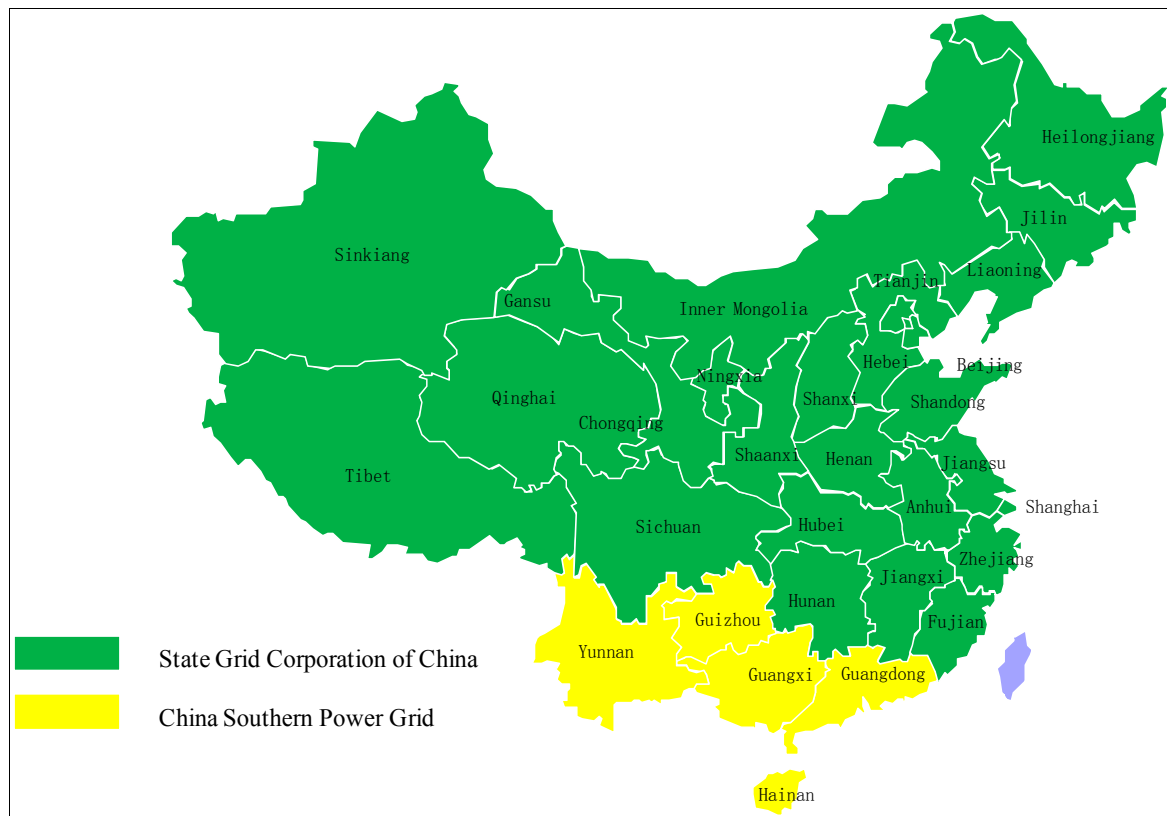 Heilongjiang
Jilin
Sinkiang
Liaoning
Tianjin
Gansu
Inner Mongolia
Hebei
Beijing
Ningxia
Qinghai
Shanxi
Shandong
Chongqing
Shaanxi
Henan
Jiangsu
Tibet
Anhui
Shanghai
Sichuan
Hubei
Zhejiang
Jiangxi
Hunan
Guizhou
Fujian
Yunnan
Guangxi
Guangdong
State Grid Corporation of China
China Southern Power Grid
Hainan